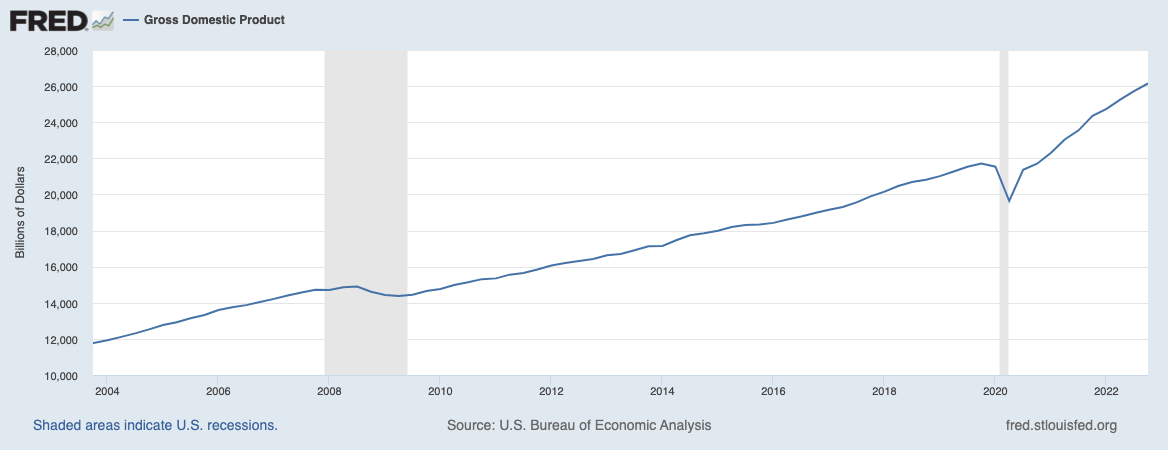 FRED
Gross Domestic Product
28,000
26,000
24,000
22,000
20,000
18,000
16,000
14,000
12,000
10,000
Billions of Dollars
2004 2006 2008 2010 2012 2014 2016 2018 2020 2022
Shaded areas indicate U.S. recessions. Source: U.S. Bureau of Economic Analysis fred.stlouisfed.org